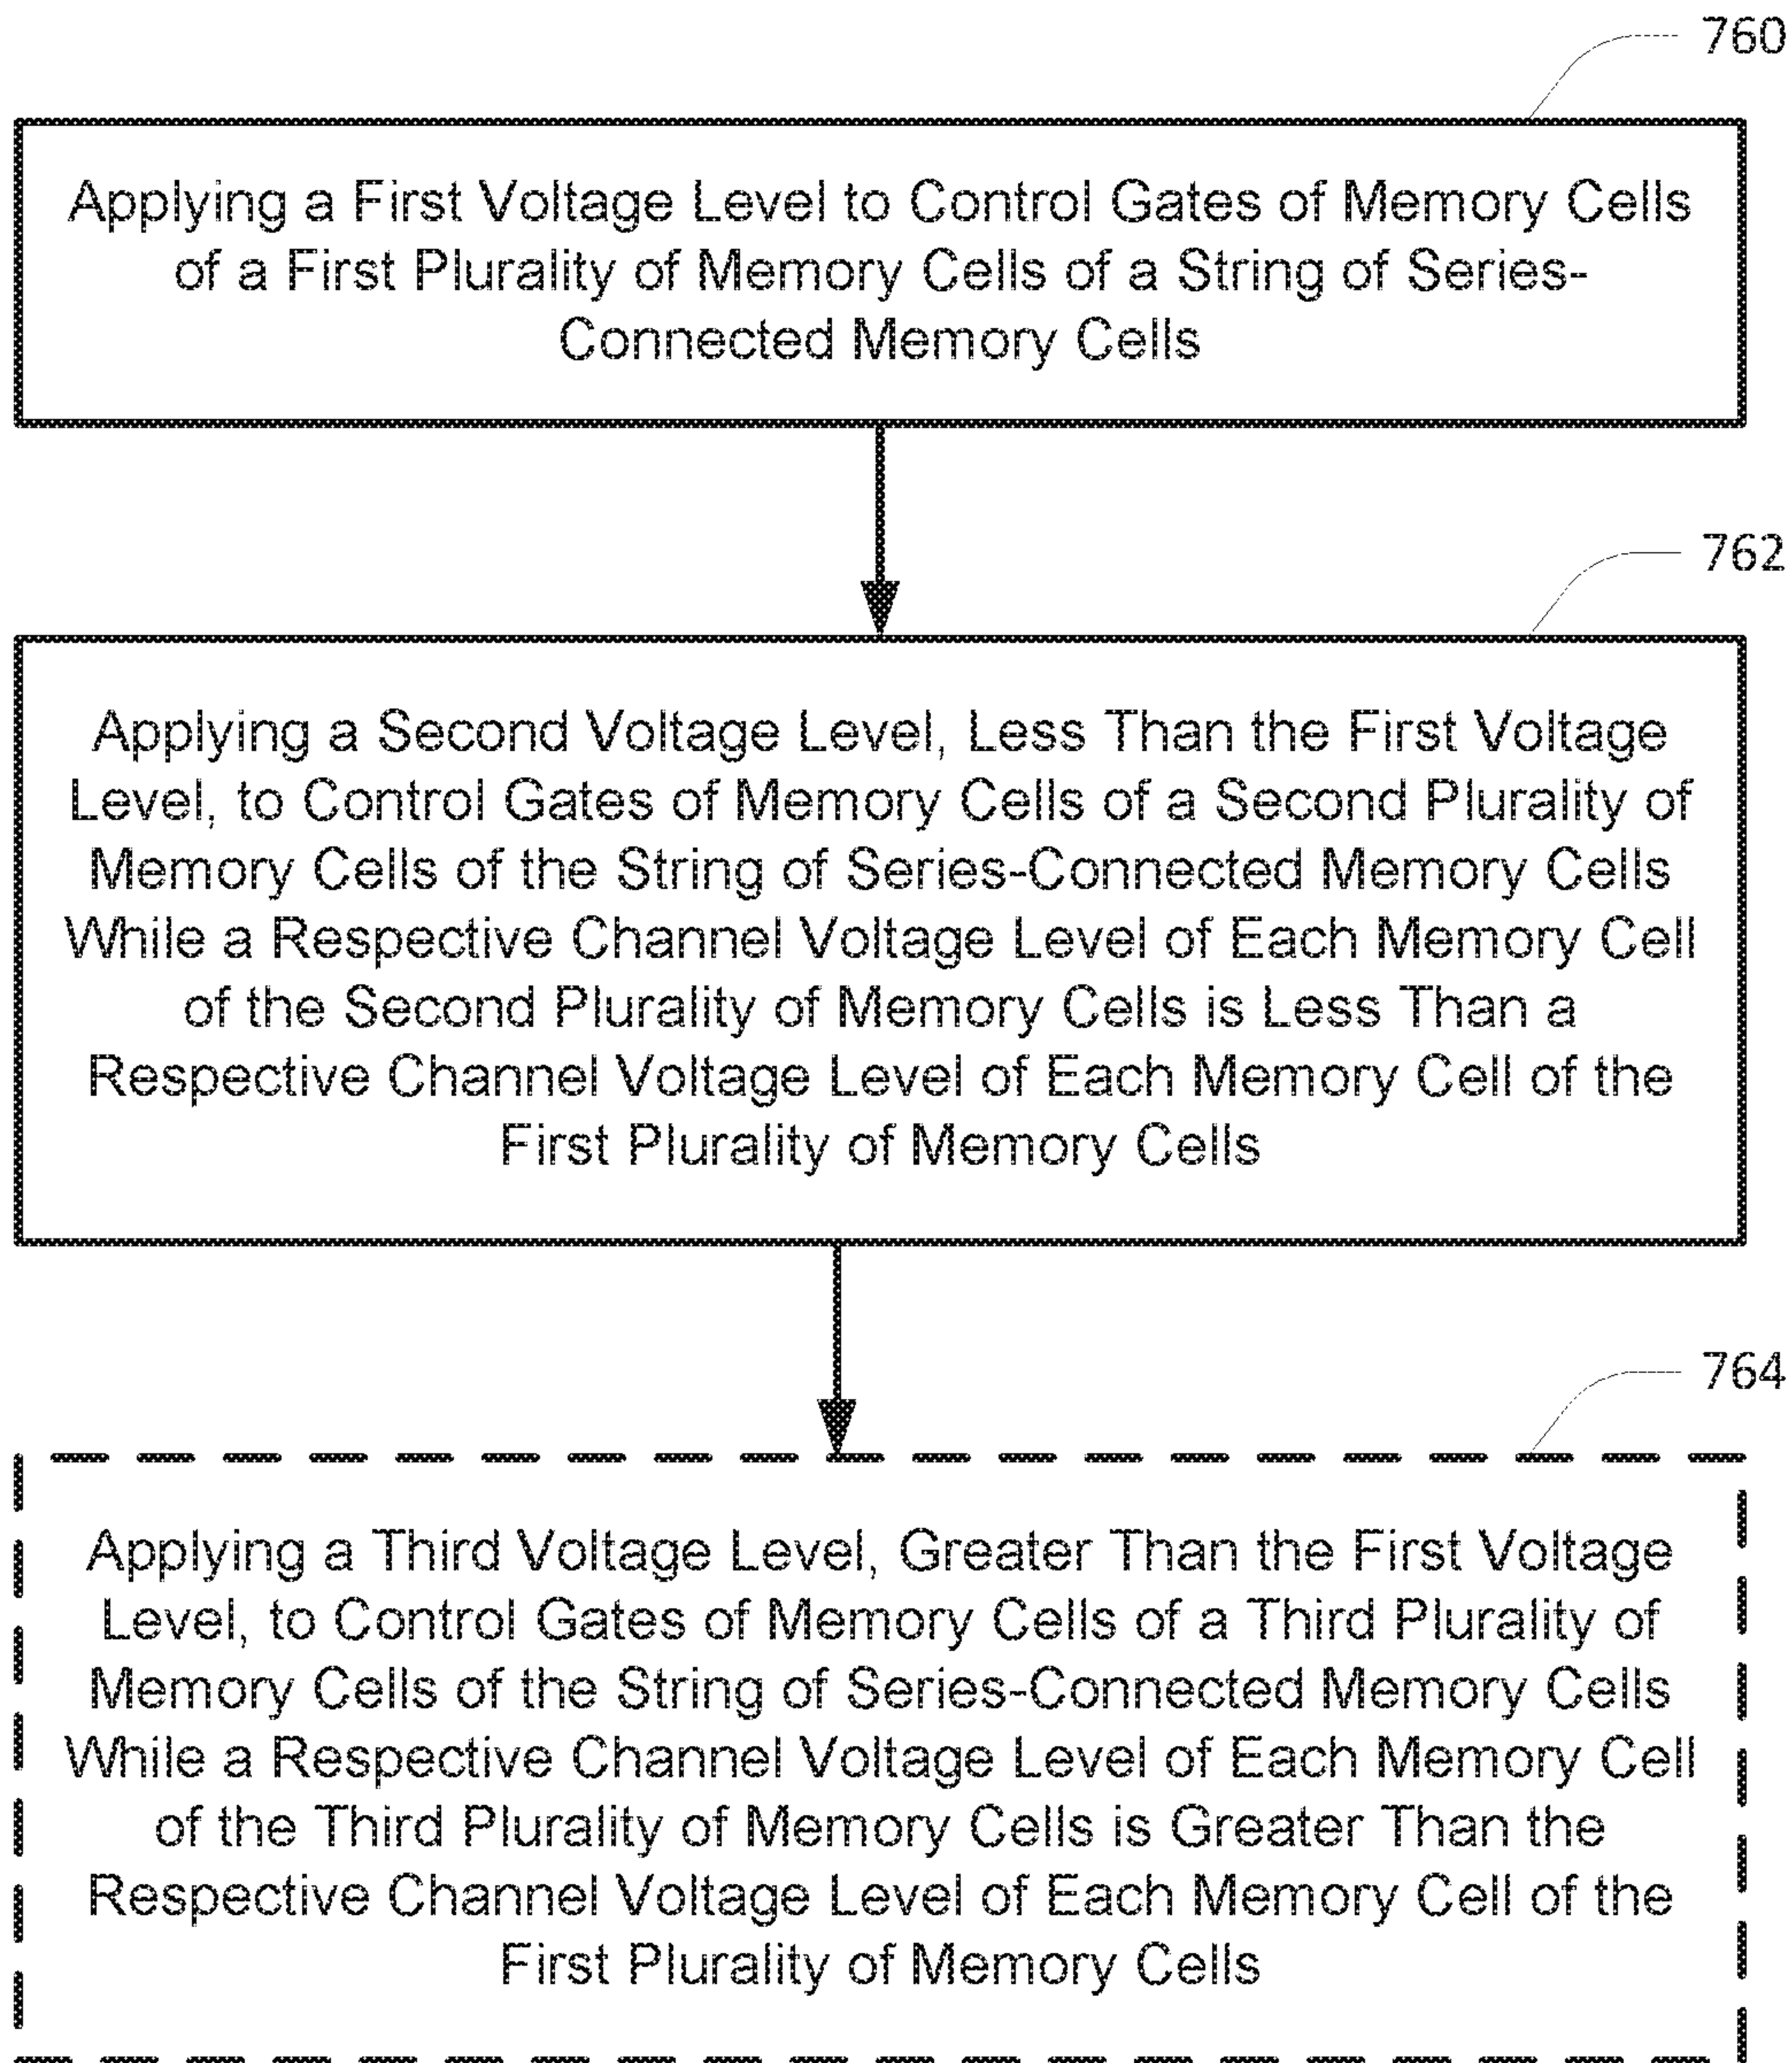 760
Applying a First Voltage Level to Control Gates of Memory Cells
of a First Plurality of Memory Cells of a String of Series-
Connected Memory Cells
762
Applying a Second Voltage Level, Less Than the First Voltage
Level, to Control Gates of Memory Cells of a Second Plurality of
Memory Cells of the String of Series-Connected Memory Cells
While a Respective Channel Voltage Level of Each Memory Cell
of the Second Plurality of Memory Cells is Less Than a
Respective Channel Voltage Level of Each Memory Cell of the
First Plurality of Memory Cells
764
Applying a Third Voltage Level, Greater Than the First Voltage
Level, to Control Gates of Memory Cells of a Third Plurality of
Memory Cells of the String of Series-Connected Memory Cells
While a Respective Channel Voltage Level of Each Memory Cell
of the Third Plurality of Memory Cells is Greater Than the
Respective Channel Voltage Level of Each Memory Cell of the
First Plurality of Memory Cells